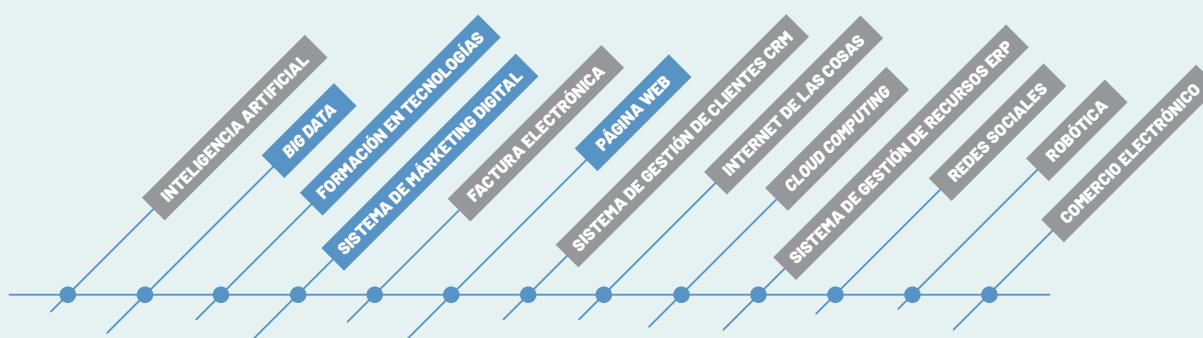 INTELIGENCIA ARTIFICIAL
BIG DATA
FORMACIÓN EN TECNOLOGÍAS
SISTEMA DE MÁRKETING DIGITAL
FACTURA ELECTRÓNICA
PÁGINA WEB
SISTEMA DE GESTIÓN DE CLIENTES CRM
INTERNET DE LAS COSAS
CLOUD COMPUTING
SISTEMA DE GESTIÓN DE RECURSOS ERP
REDES SOCIALES
ROBÓTICA
COMERCIO ELECTRÓNICO